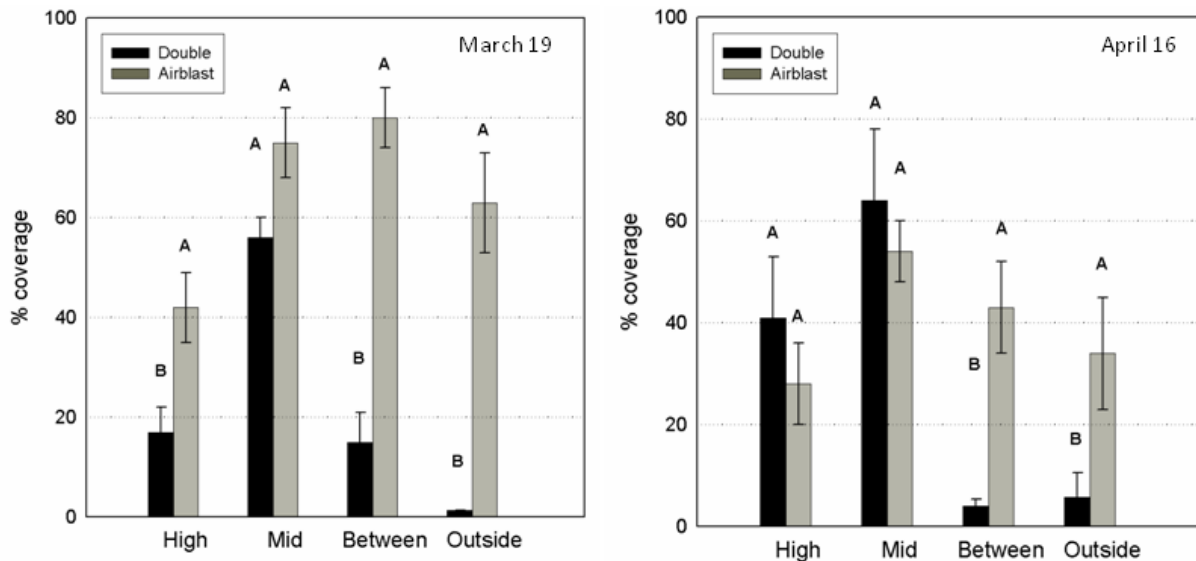 100
80
60
40
20
0
% coverage
Double
Airblast
March 19
B
A
A
A
B
A
B
A
High Mid Between Outside
100
80
60
40
20
0
% coverage
Double
Airblast
April 16
A
A
A
A
B
A
B
A
High Mid Between Outside